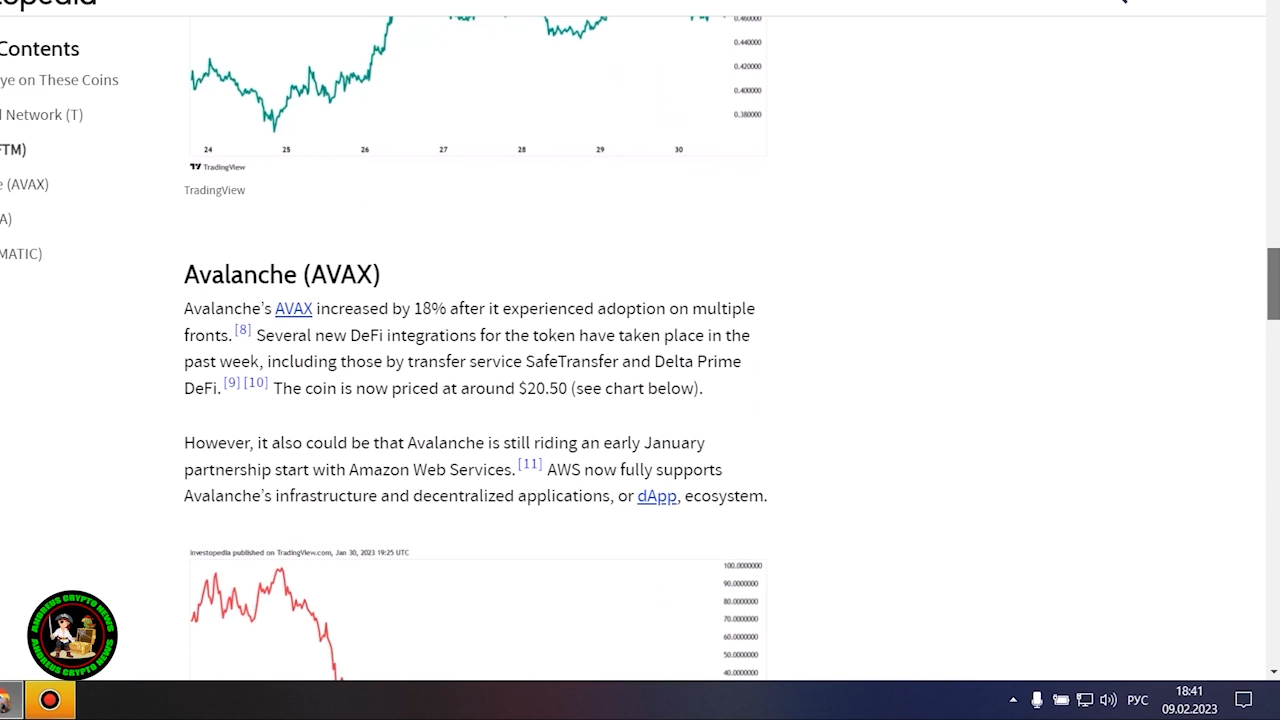 opedia
0.460000
Contents
0.440000
ye on These Coins
0.420000
0.400000
l Network (T)
0.380000
FTM)
24 25 26 27 28 29 30
TradingView
e (AVAX)
TradingView
A)
MATIC)
Avalanche (AVAX)
Avalanche’s AVAX increased by 18% after it experienced adoption on multiple
fronts. [8] Several new DeFi integrations for the token have taken place in the
past week, including those by transfer service SafeTransfer and Delta Prime
DeFi. [9] [10] The coin is now priced at around $20.50 (see chart below).
However, it also could be that Avalanche is still riding an early January
partnership start with Amazon Web Services. [11] AWS now fully supports
Avalanche’s infrastructure and decentralized applications, or dApp, ecosystem.
Investopedia published on TradingView.com, Jan 30, 2023 19:25 UTC
100.0000000
90.0000000
80.0000000
70.0000000
60.0000000
50.0000000
40.0000000
ANDREUS CRYPTO NEWS
ANDREUS CRYPTO NEWS
РУС
18:41
09.02.2023